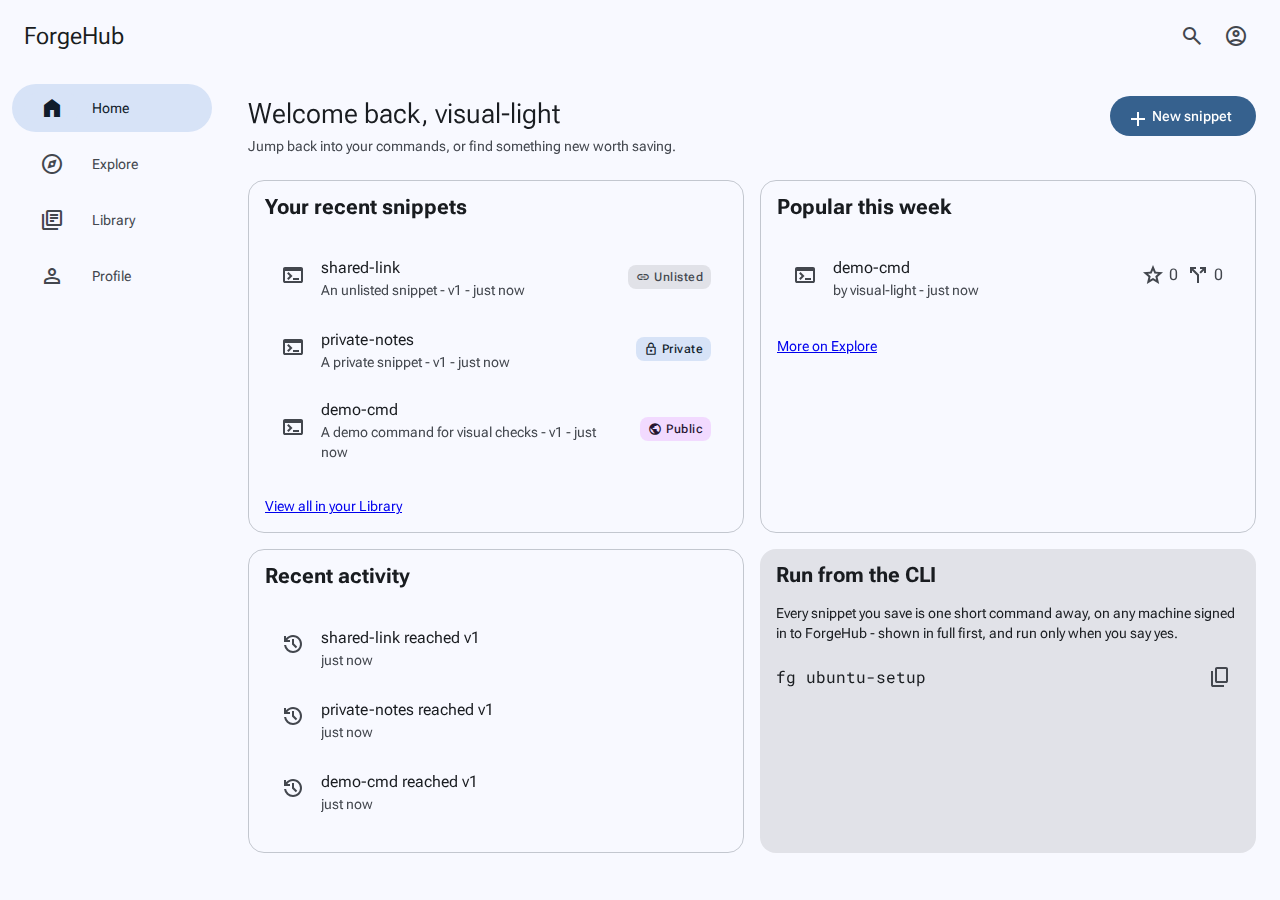 ForgeHub
Home
Explore
Library
Profile
Welcome back, visual-light
Jump back into your commands, or find something new worth saving.
New snippet
Your recent snippets
shared-link
An unlisted snippet - v1 - just now
Unlisted
private-notes
A private snippet - v1 - just now
Private
demo-cmd
A demo command for visual checks - v1 - just
now
Public
View all in your Library
Popular this week
demo-cmd
by visual-light - just now
0 0
More on Explore
Recent activity
shared-link reached v1
just now
private-notes reached v1
just now
demo-cmd reached v1
just now
Run from the CLI
Every snippet you save is one short command away, on any machine signed
in to ForgeHub - shown in full first, and run only when you say yes.
fg ubuntu-setup